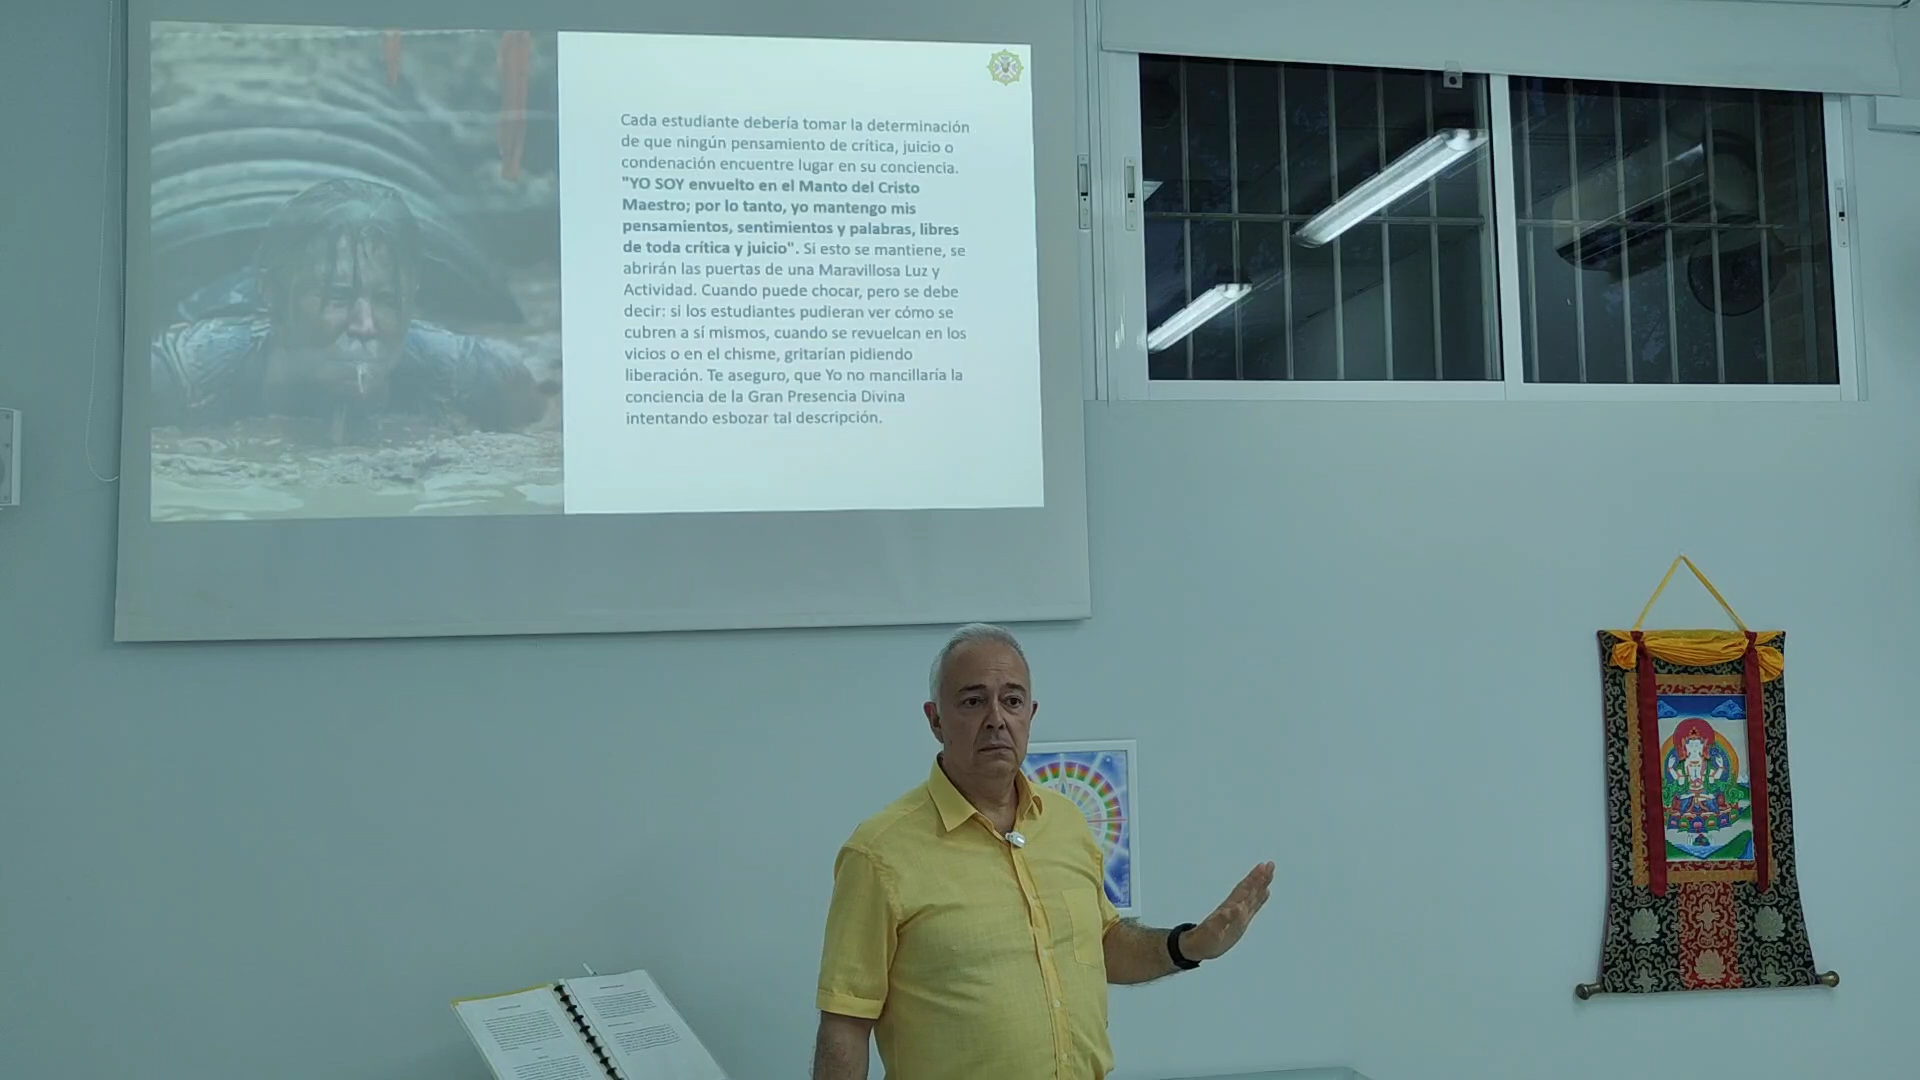 Cada estudiante debería tomar la determinación
de que ningún pensamiento de crítica, juicio o
condenación encuentre lugar en su conciencia.
"YO SOY envuelto en el Manto del Cristo
Maestro; por lo tanto, yo mantengo mis
pensamientos, sentimientos y palabras, libres
de toda crítica y juicio". Si esto se mantiene, se
abrirán las puertas de una Maravillosa Luz y
Actividad. Cuando puede chocar, pero se debe
decir: si los estudiantes pudieran ver cómo se
cubren a sí mismos, cuando se revuelcan en los
vicios o en el chisme, gritarían pidiendo
liberación. Te aseguro, que Yo no mancillaría la
conciencia de la Gran Presencia Divina
intentando esbozar tal descripción.